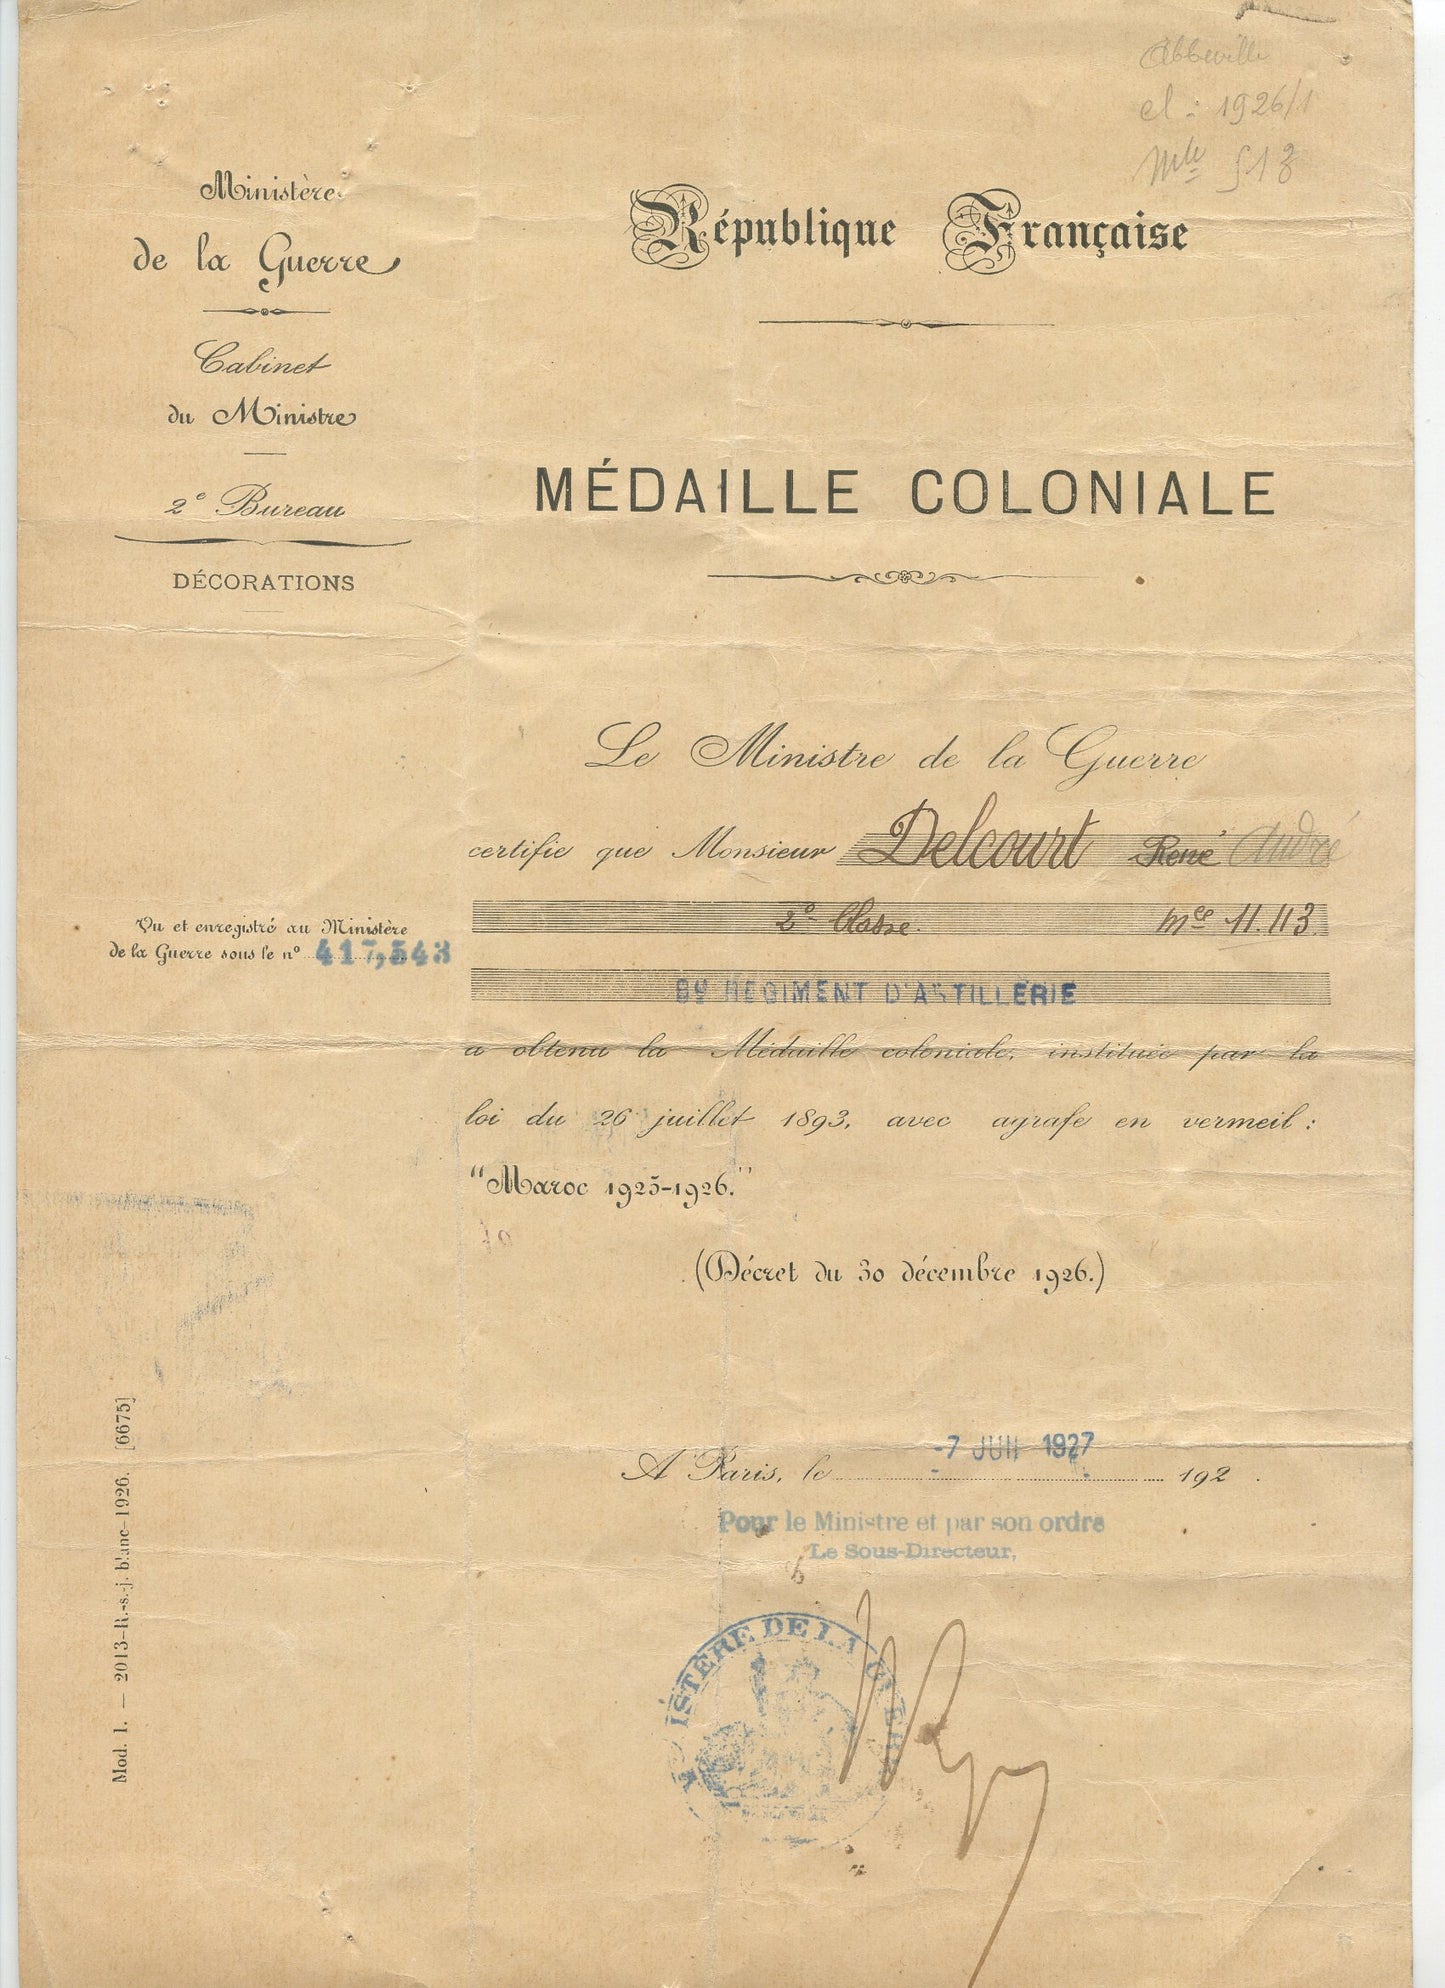 Abbeville
cl : 1926/1
Mle 513
Ministère
de la Guerre
Cabinet
du Ministre
2e Bureau
DÉCORATIONS
République Française
MÉDAILLE COLONIALE
Le Ministre de la Guerre
certifie que Monsieur Delcourt René André
2e Classe. Mle 11.113
RÉGIMENT D'ARTILLERIE
Vu et enregistré au Ministère
de la Guerre sous le no 417,543
a obtenu la Médaille coloniale, instituée par la
loi du 26 juillet 1893, avec agrafe en vermeil :
"Maroc 1925-1926."
(Décret du 30 décembre 1926.)
A Paris, le -7 JUIN 1927 192 .
Pour le Ministre et par son ordre
Le Sous-Directeur,
MINISTÈRE DE LA GUERRE
Mod. 1. — 2013-R.-s.-j. blanc-1926. [6675]